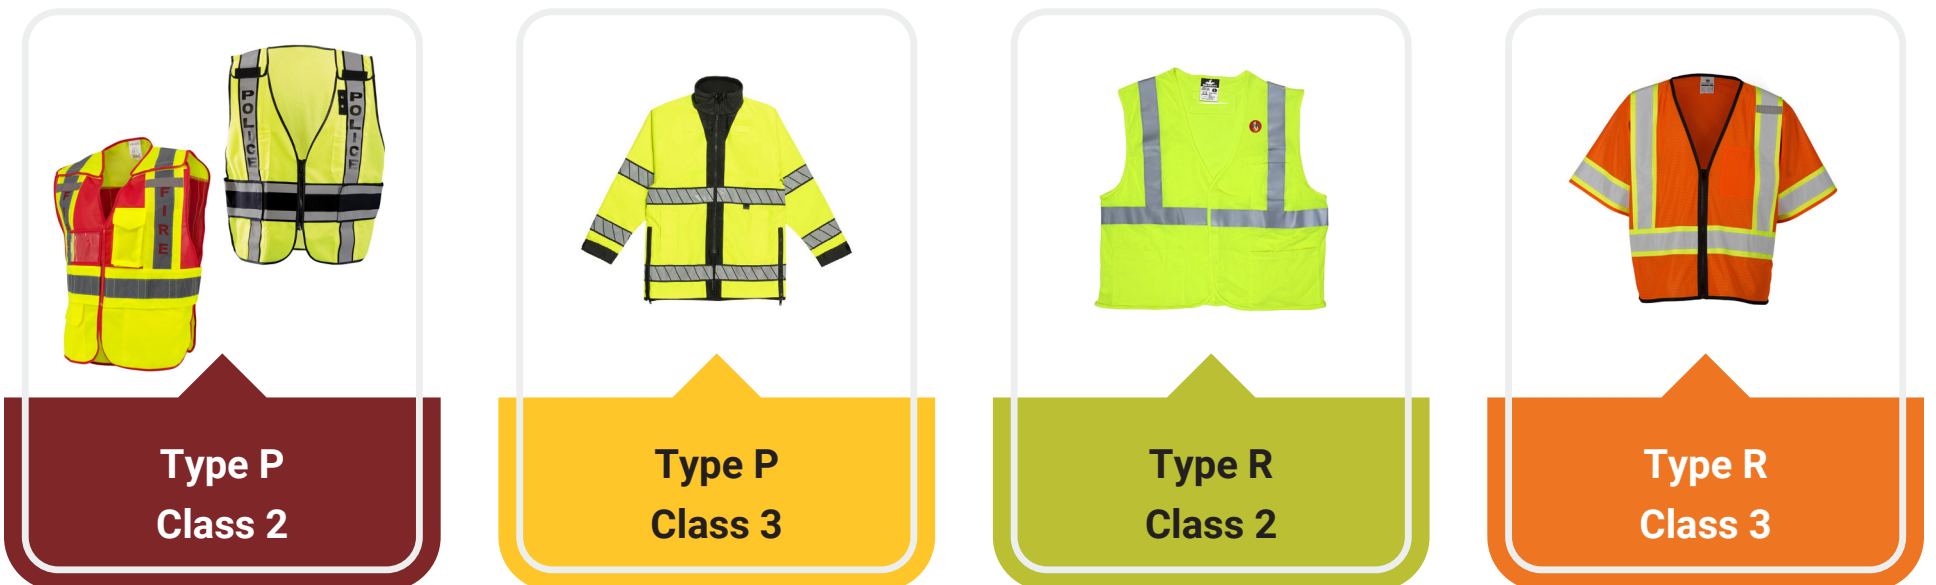 POLICE
POLICE
F
FIRE
Type P
Class 2
Type P
Class 3
Type R
Class 2
Type R
Class 3